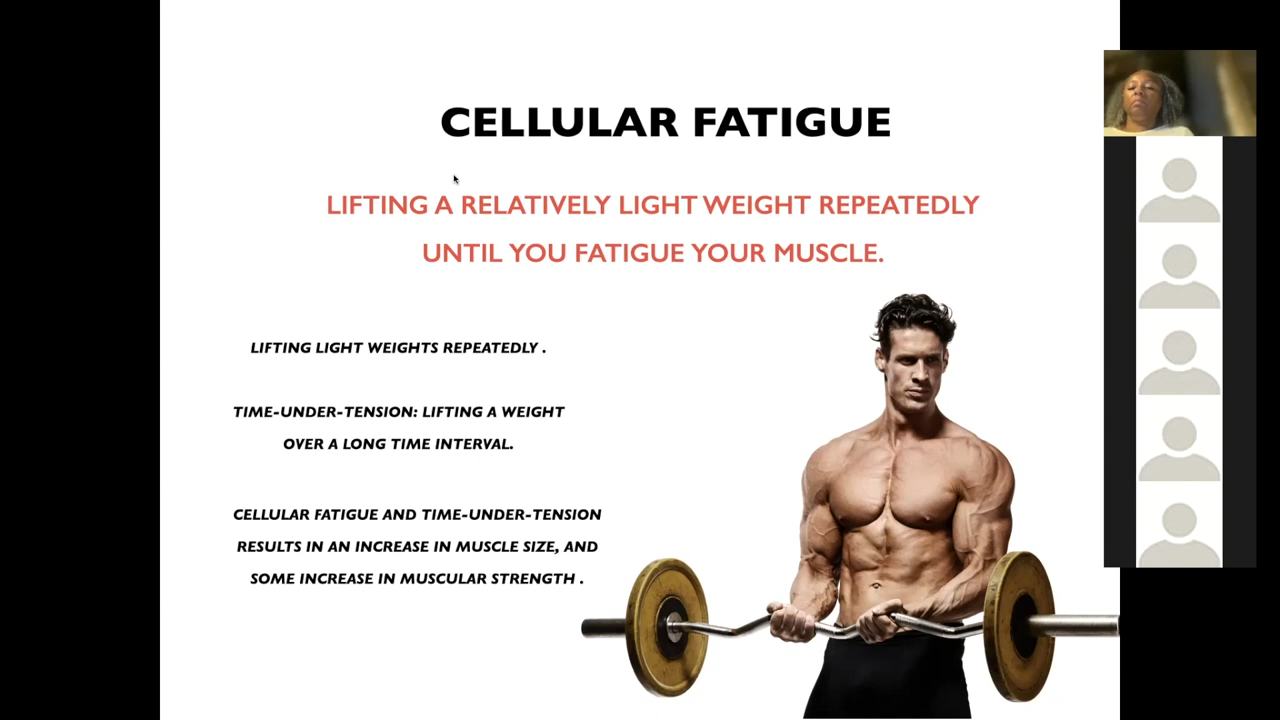 CELLULAR FATIGUE
LIFTING A RELATIVELY LIGHT WEIGHT REPEATEDLY
UNTIL YOU FATIGUE YOUR MUSCLE.
LIFTING LIGHT WEIGHTS REPEATEDLY .
TIME-UNDER-TENSION: LIFTING A WEIGHT
OVER A LONG TIME INTERVAL.
CELLULAR FATIGUE AND TIME-UNDER-TENSION
RESULTS IN AN INCREASE IN MUSCLE SIZE, AND
SOME INCREASE IN MUSCULAR STRENGTH .